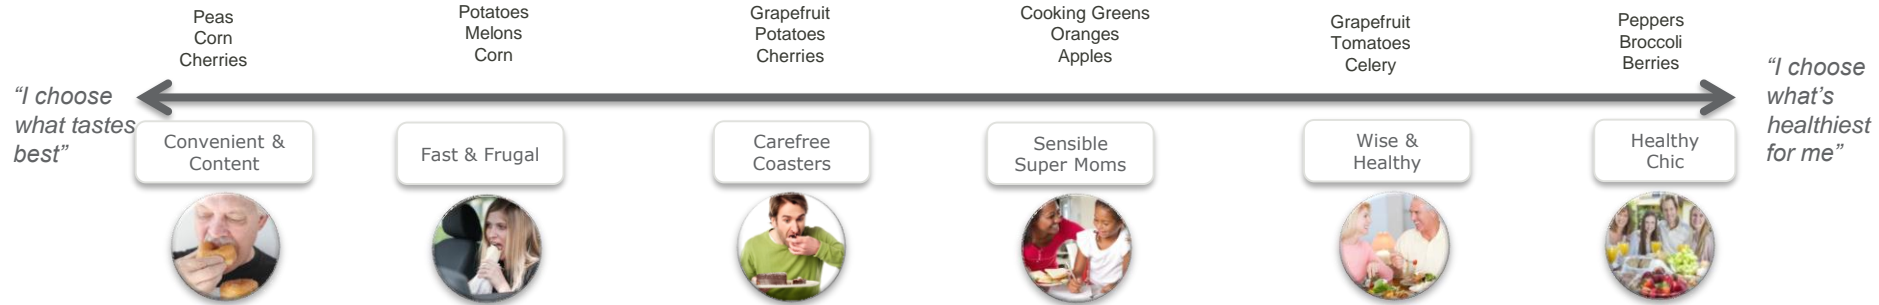 Peas
Corn
Cherries
Potatoes
Melons
Corn
Grapefruit
Potatoes
Cherries
Cooking Greens
Oranges
Apples
Grapefruit
Tomatoes
Celery
Peppers
Broccoli
Berries
“I choose
what tastes
best”
“I choose
what’s
healthiest
for me”
Convenient &
Content
Fast & Frugal
Carefree
Coasters
Sensible
Super Moms
Wise &
Healthy
Healthy
Chic